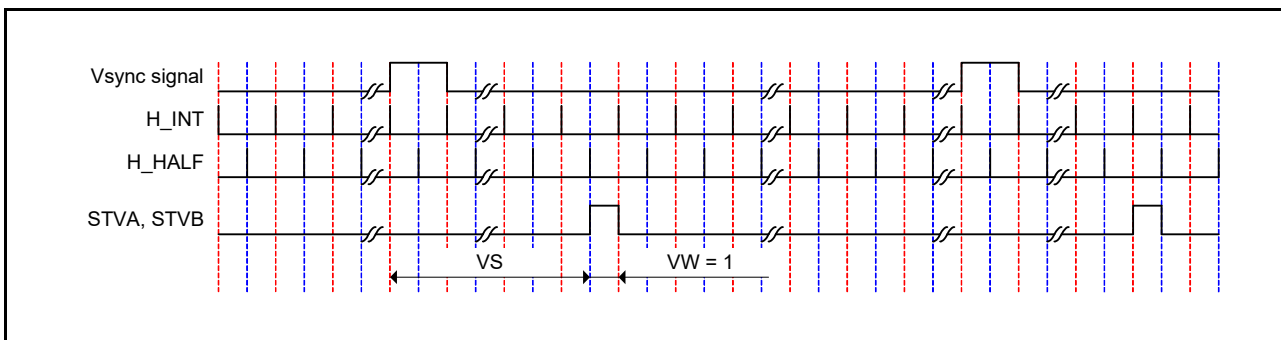 Vsync signal
H_INT
H_HALF
STVA, STVB
VS
VW = 1